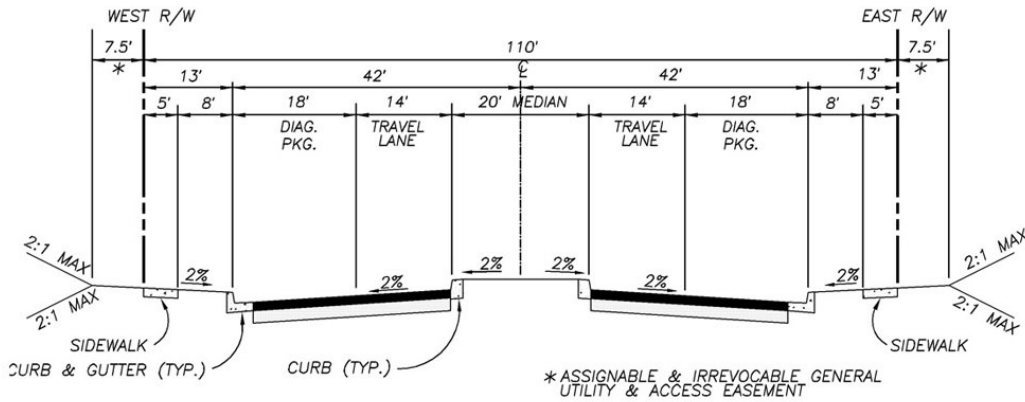 WEST R/W
EAST R/W
7.5'
110'
7.5'
*
℄
*
13'
42'
42'
13'
5'
8'
18'
14'
20' MEDIAN
14'
18'
8'
5'
DIAG.
PKG.
TRAVEL
LANE
TRAVEL
LANE
DIAG.
PKG.
2:1 MAX
2:1 MAX
2%
2%
2%
2%
2%
2%
2:1 MAX
2:1 MAX
SIDEWALK
SIDEWALK
CURB & GUTTER (TYP.)
CURB (TYP.)
* ASSIGNABLE & IRREVOCABLE GENERAL
UTILITY & ACCESS EASEMENT